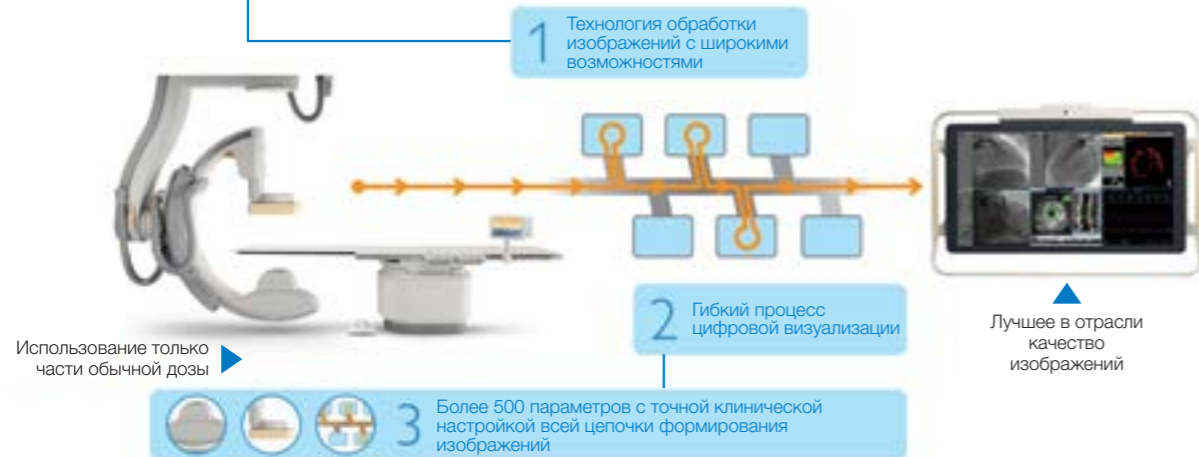 1
Технология обработки
изображений с широкими
возможностями
2
Гибкий процесс
цифровой визуализации
Лучшее в отрасли
качество
изображений
Использование только
части обычной дозы
3
Более 500 параметров с точной клинической
настройкой всей цепочки формирования
изображений